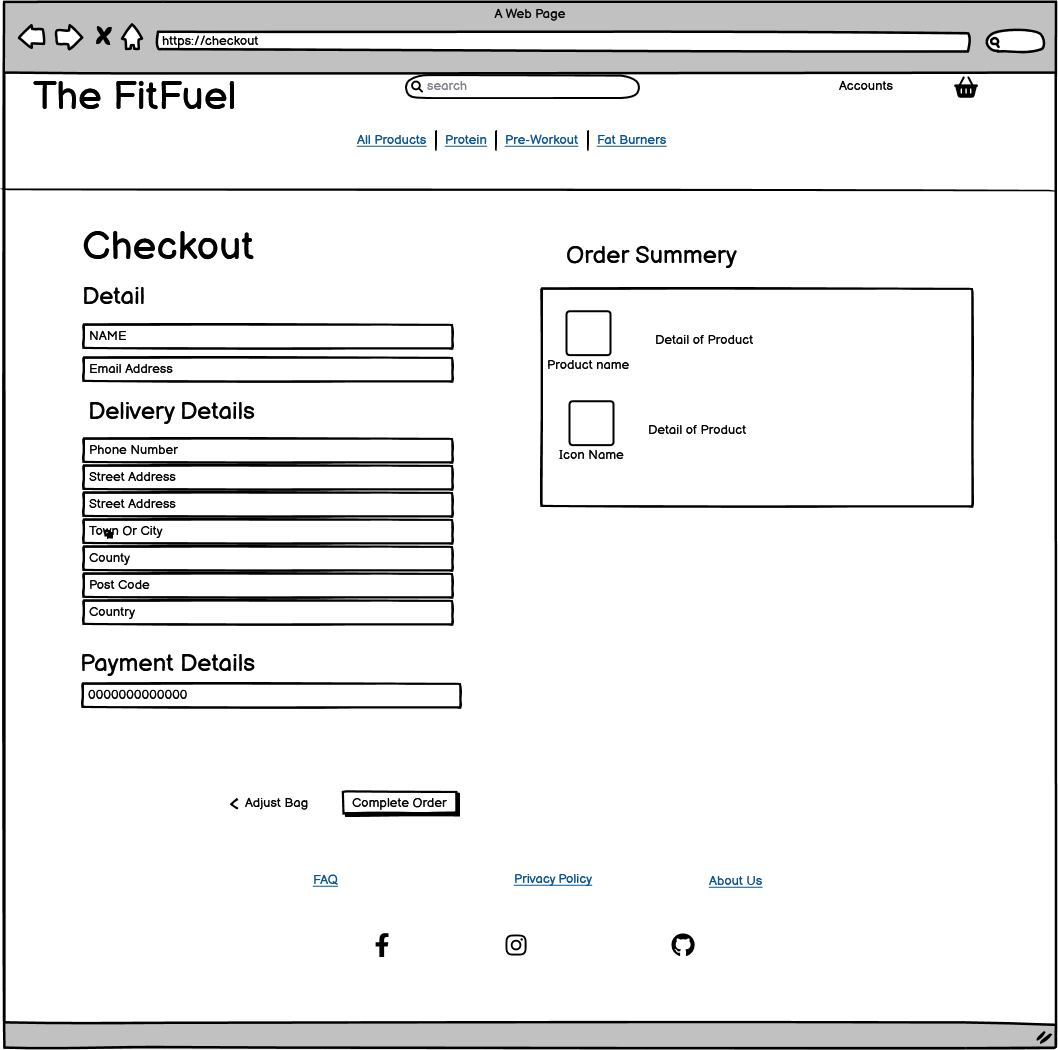 A Web Page
https://checkout
The FitFuel
search
Accounts
All Products
Protein
Pre-Workout
Fat Burners
Checkout
Detail
NAME
Email Address
Delivery Details
Phone Number
Street Address
Street Address
Town Or City
County
Post Code
Country
Payment Details
0000000000000
Adjust Bag
Complete Order
Order Summery
Detail of Product
Product name
Detail of Product
Icon Name
FAQ
Privacy Policy
About Us